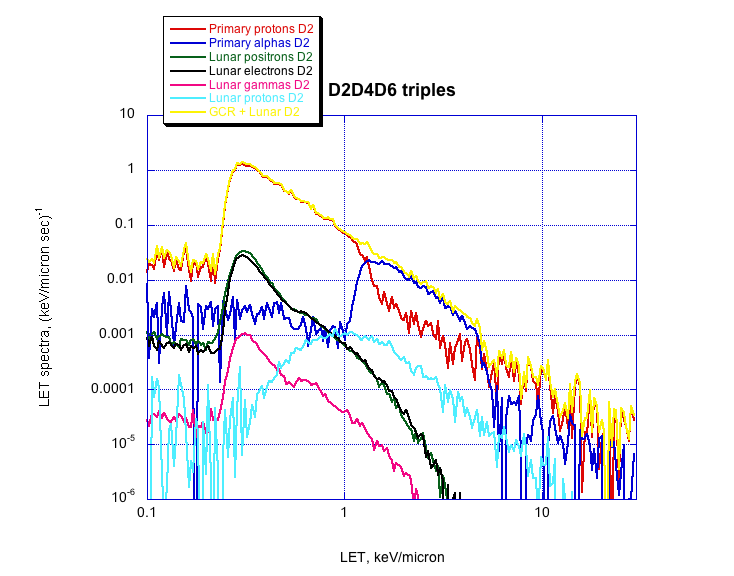 Primary protons D2
Primary alphas D2
Lunar positrons D2
Lunar electrons D2
Lunar gammas D2
Lunar protons D2
GCR + Lunar D2
D2D4D6 triples
10
1
0.1
0.01
0.001
0.0001
10⁻⁵
10⁻⁶
LET spectra, (keV/micron sec)⁻¹
0.1
1
10
LET, keV/micron